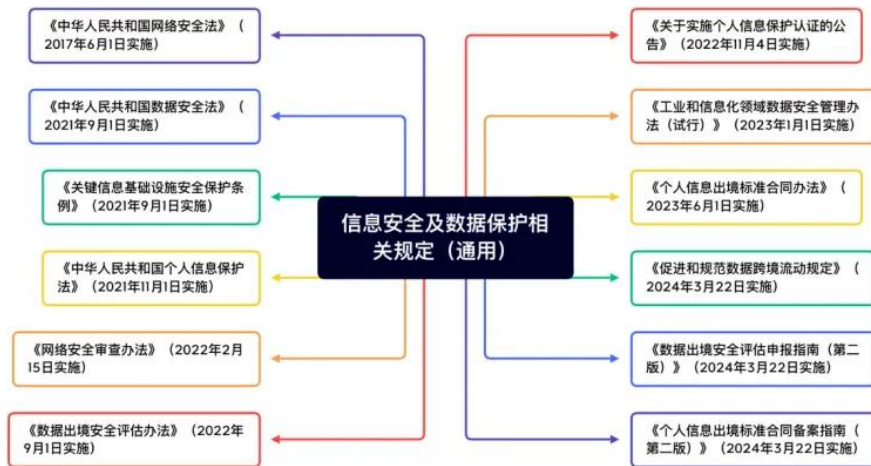 《中华人民共和国网络安全法》（
2017年6月1日实施）
《中华人民共和国数据安全法》（
2021年9月1日实施）
《关键信息基础设施安全保护条
例》（2021年9月1日实施）
《中华人民共和国个人信息保护
法》（2021年11月1日实施）
《网络安全审查办法》（2022年2月
15日实施）
《数据出境安全评估办法》（2022年
9月1日实施）
信息安全及数据保护相
关规定（通用）
《关于实施个人信息保护认证的公
告》（2022年11月4日实施）
《工业和信息化领域数据安全管理办
法（试行）》（2023年1月1日实施）
《个人信息出境标准合同办法》（
2023年6月1日实施）
《促进和规范数据跨境流动规定》（
2024年3月22日实施）
《数据出境安全评估申报指南（第二
版）》（2024年3月22日实施）
《个人信息出境标准合同备案指南（
第二版）》（2024年3月22日实施）